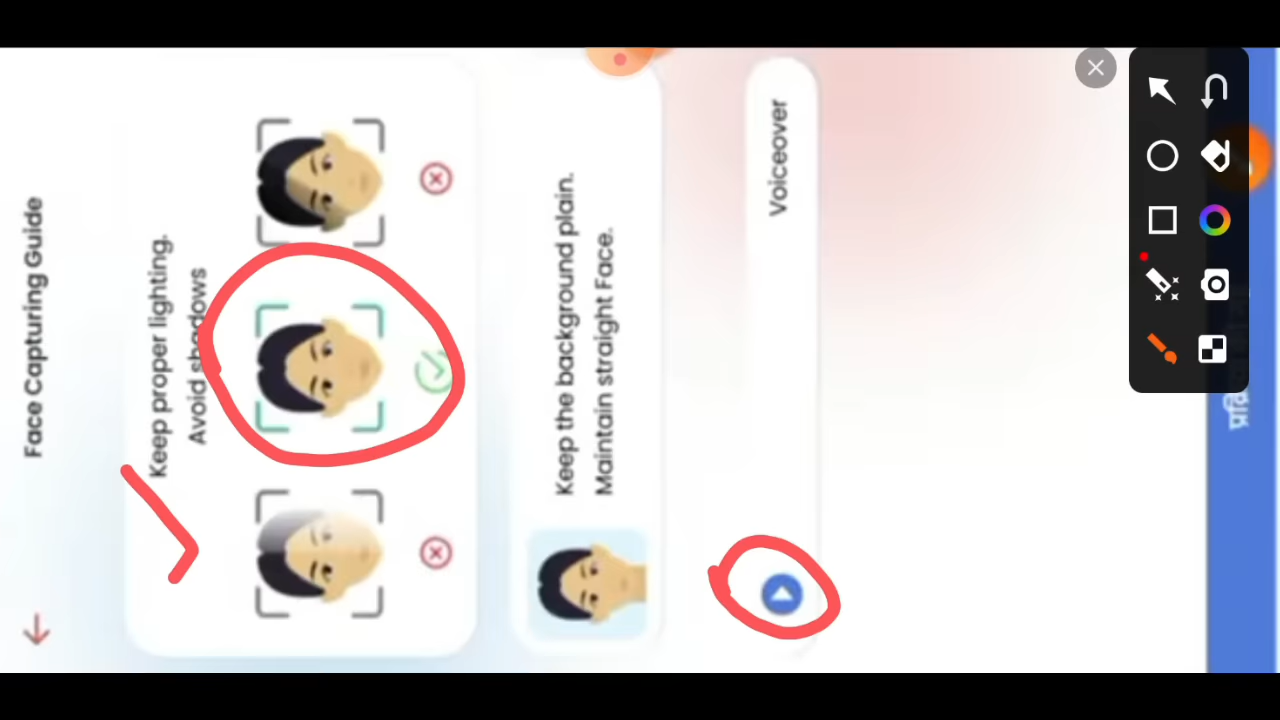 Face Capturing Guide
Keep proper lighting.
Avoid shadows
Keep the background plain.
Maintain straight Face.
Voiceover